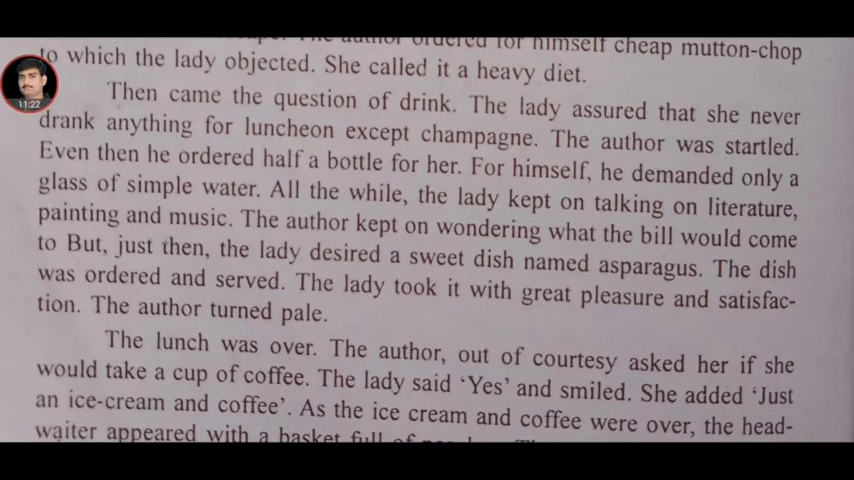 The author ordered for himself cheap mutton-chop
to which the lady objected. She called it a heavy diet.
Then came the question of drink. The lady assured that she never
drank anything for luncheon except champagne. The author was startled.
Even then he ordered half a bottle for her. For himself, he demanded only a
glass of simple water. All the while, the lady kept on talking on literature,
painting and music. The author kept on wondering what the bill would come
to But, just then, the lady desired a sweet dish named asparagus. The dish
was ordered and served. The lady took it with great pleasure and satisfac-
tion. The author turned pale.
The lunch was over. The author, out of courtesy asked her if she
would take a cup of coffee. The lady said ‘Yes’ and smiled. She added ‘Just
an ice-cream and coffee’. As the ice cream and coffee were over, the head-
waiter appeared with a basket full of
11:22